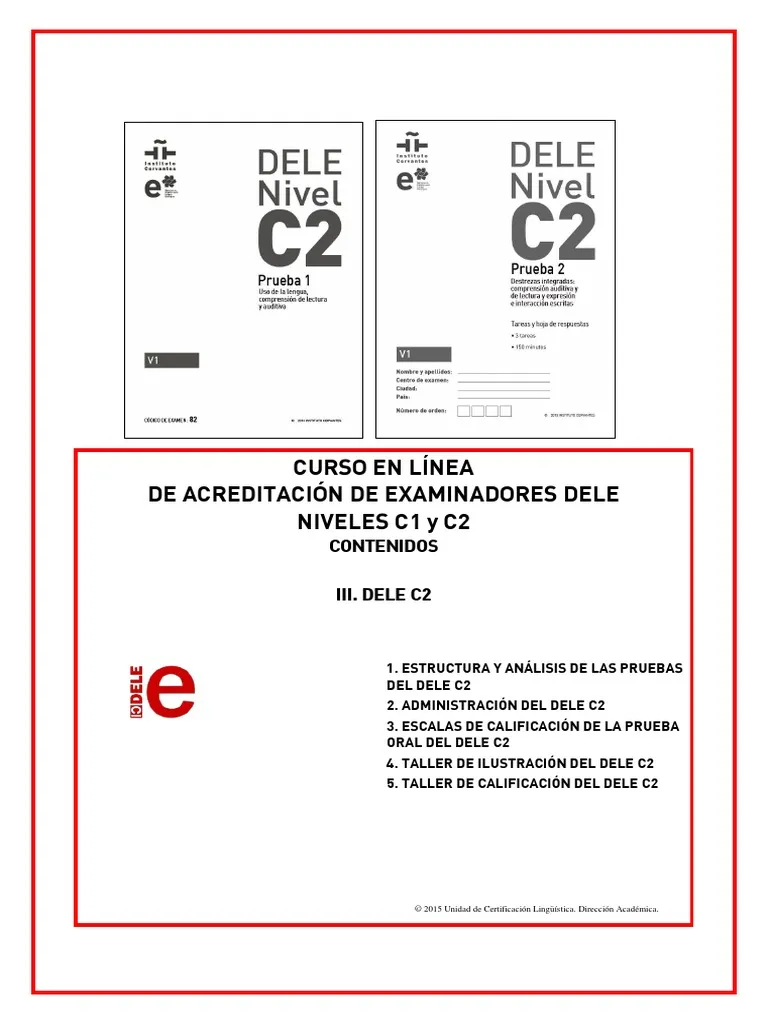 Instituto
Cervantes
DELE
Nivel
C2
Prueba 1
Uso de la lengua,
comprensión de lectura
y auditiva
V1
CÓDIGO DE EXAMEN: 82
© 2015 INSTITUTO CERVANTES
Instituto
Cervantes
DELE
Nivel
C2
Prueba 2
Destrezas integradas:
comprensión auditiva y
de lectura y expresión
e interacción escritas
Tareas y hoja de respuestas
• 3 tareas
• 150 minutos
V1
Nombre y apellidos:
Centro de examen:
Ciudad:
País:
Número de orden:
© 2015 INSTITUTO CERVANTES
CURSO EN LÍNEA
DE ACREDITACIÓN DE EXAMINADORES DELE
NIVELES C1 y C2
CONTENIDOS
III. DELE C2
DELE
e
1. ESTRUCTURA Y ANÁLISIS DE LAS PRUEBAS
DEL DELE C2
2. ADMINISTRACIÓN DEL DELE C2
3. ESCALAS DE CALIFICACIÓN DE LA PRUEBA
ORAL DEL DELE C2
4. TALLER DE ILUSTRACIÓN DEL DELE C2
5. TALLER DE CALIFICACIÓN DEL DELE C2
© 2015 Unidad de Certificación Lingüística. Dirección Académica.